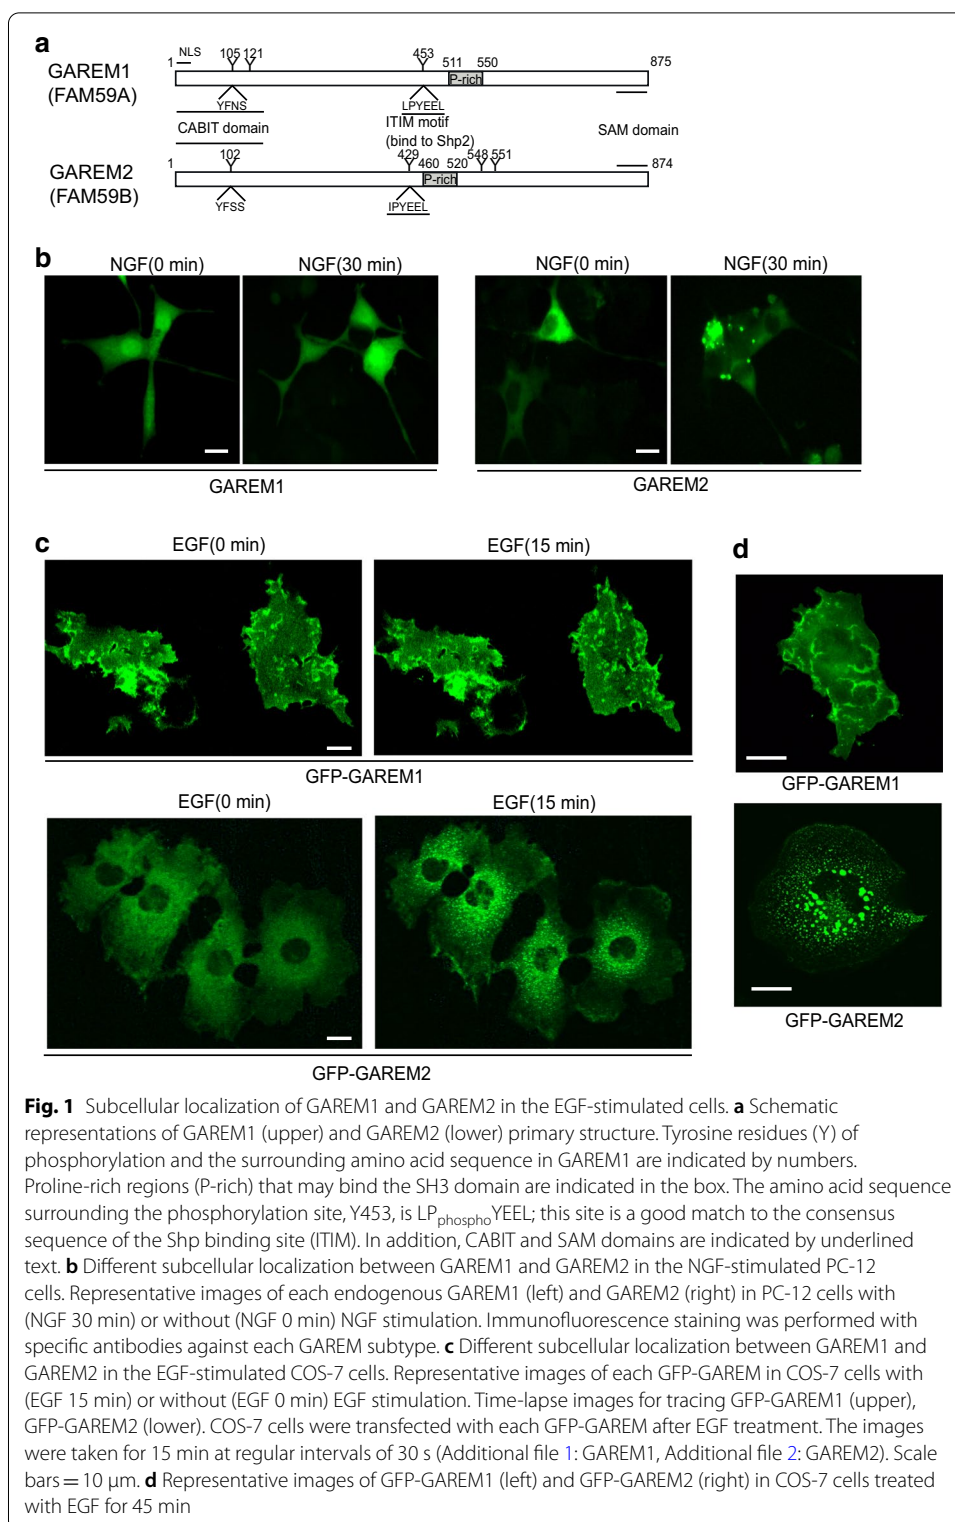 a
NLS
1 105 121 453 511 550 875
GAREM1
(FAM59A)
P-rich
YFNS LPYEEL
CABIT domain
ITIM motif
(bind to Shp2)
SAM domain
1 102 429 460 520 548 551 874
GAREM2
(FAM59B)
P-rich
YFSS IPYEEL
b
NGF(0 min) NGF(30 min) NGF(0 min) NGF(30 min)
GAREM1 GAREM2
c
EGF(0 min) EGF(15 min)
GFP-GAREM1
EGF(0 min) EGF(15 min)
GFP-GAREM2
d
GFP-GAREM1
GFP-GAREM2
Fig. 1 Subcellular localization of GAREM1 and GAREM2 in the EGF-stimulated cells. a Schematic
representations of GAREM1 (upper) and GAREM2 (lower) primary structure. Tyrosine residues (Y) of
phosphorylation and the surrounding amino acid sequence in GAREM1 are indicated by numbers.
Proline-rich regions (P-rich) that may bind the SH3 domain are indicated in the box. The amino acid sequence
surrounding the phosphorylation site, Y453, is LPphosphoYEEL; this site is a good match to the consensus
sequence of the Shp binding site (ITIM). In addition, CABIT and SAM domains are indicated by underlined
text. b Different subcellular localization between GAREM1 and GAREM2 in the NGF-stimulated PC-12
cells. Representative images of each endogenous GAREM1 (left) and GAREM2 (right) in PC-12 cells with
(NGF 30 min) or without (NGF 0 min) NGF stimulation. Immunofluorescence staining was performed with
specific antibodies against each GAREM subtype. c Different subcellular localization between GAREM1 and
GAREM2 in the EGF-stimulated COS-7 cells. Representative images of each GFP-GAREM in COS-7 cells with
(EGF 15 min) or without (EGF 0 min) EGF stimulation. Time-lapse images for tracing GFP-GAREM1 (upper),
GFP-GAREM2 (lower). COS-7 cells were transfected with each GFP-GAREM after EGF treatment. The images
were taken for 15 min at regular intervals of 30 s (Additional file 1: GAREM1, Additional file 2: GAREM2). Scale
bars = 10 μm. d Representative images of GFP-GAREM1 (left) and GFP-GAREM2 (right) in COS-7 cells treated
with EGF for 45 min